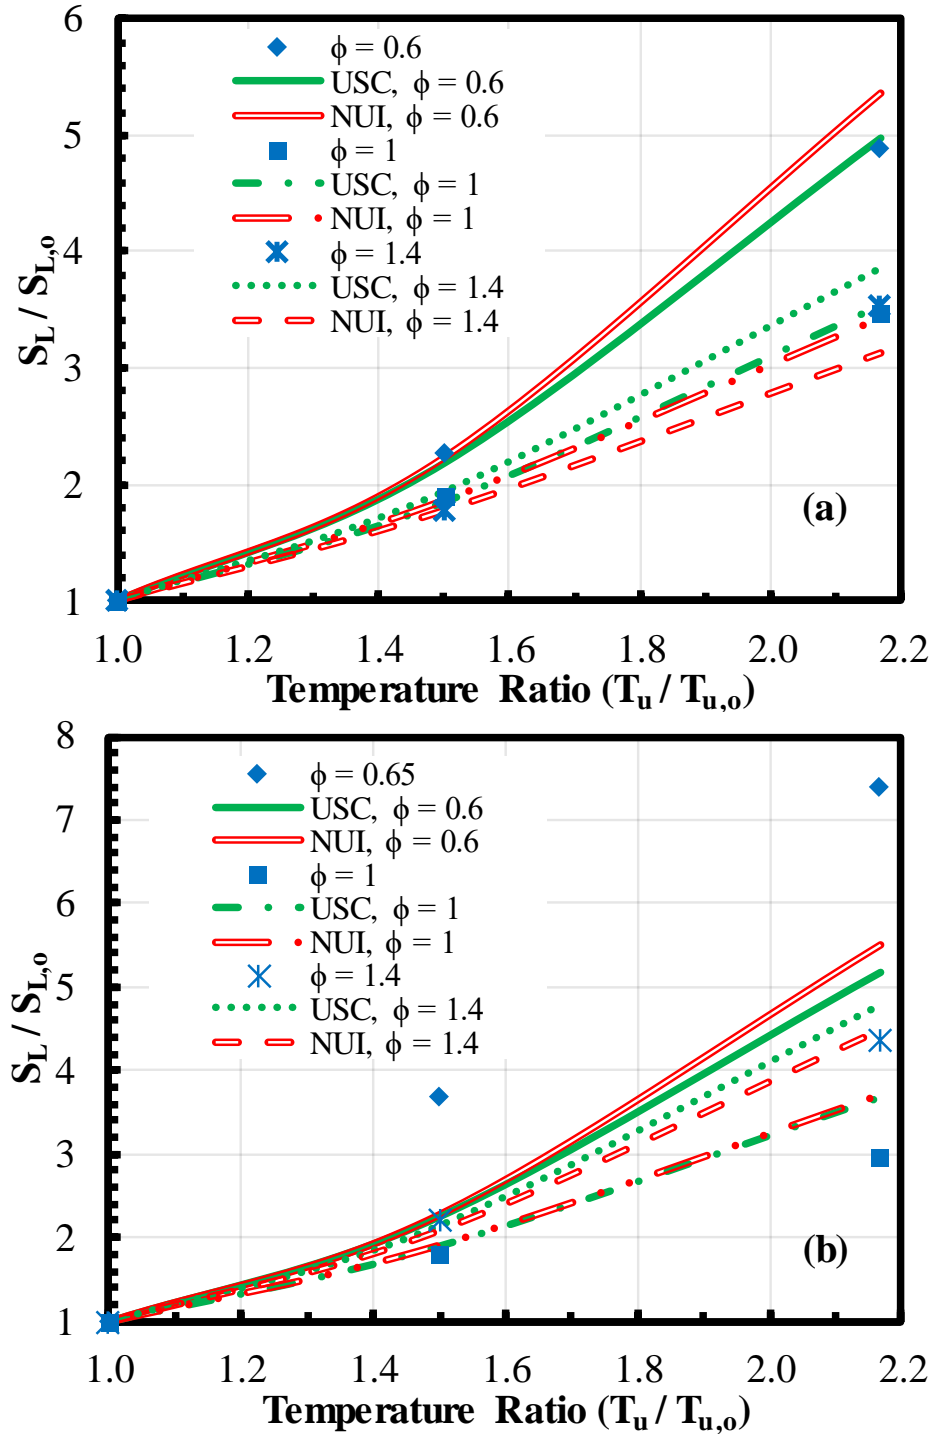 6
5
4
3
2
1
S_L / S_L,o
ϕ = 0.6
USC, ϕ = 0.6
NUI, ϕ = 0.6
ϕ = 1
USC, ϕ = 1
NUI, ϕ = 1
ϕ = 1.4
USC, ϕ = 1.4
NUI, ϕ = 1.4
(a)
1.0 1.2 1.4 1.6 1.8 2.0 2.2
Temperature Ratio (T_u / T_u,o)
8
7
6
5
4
3
2
1
S_L / S_L,o
ϕ = 0.65
USC, ϕ = 0.6
NUI, ϕ = 0.6
ϕ = 1
USC, ϕ = 1
NUI, ϕ = 1
ϕ = 1.4
USC, ϕ = 1.4
NUI, ϕ = 1.4
(b)
1.0 1.2 1.4 1.6 1.8 2.0 2.2
Temperature Ratio (T_u / T_u,o)